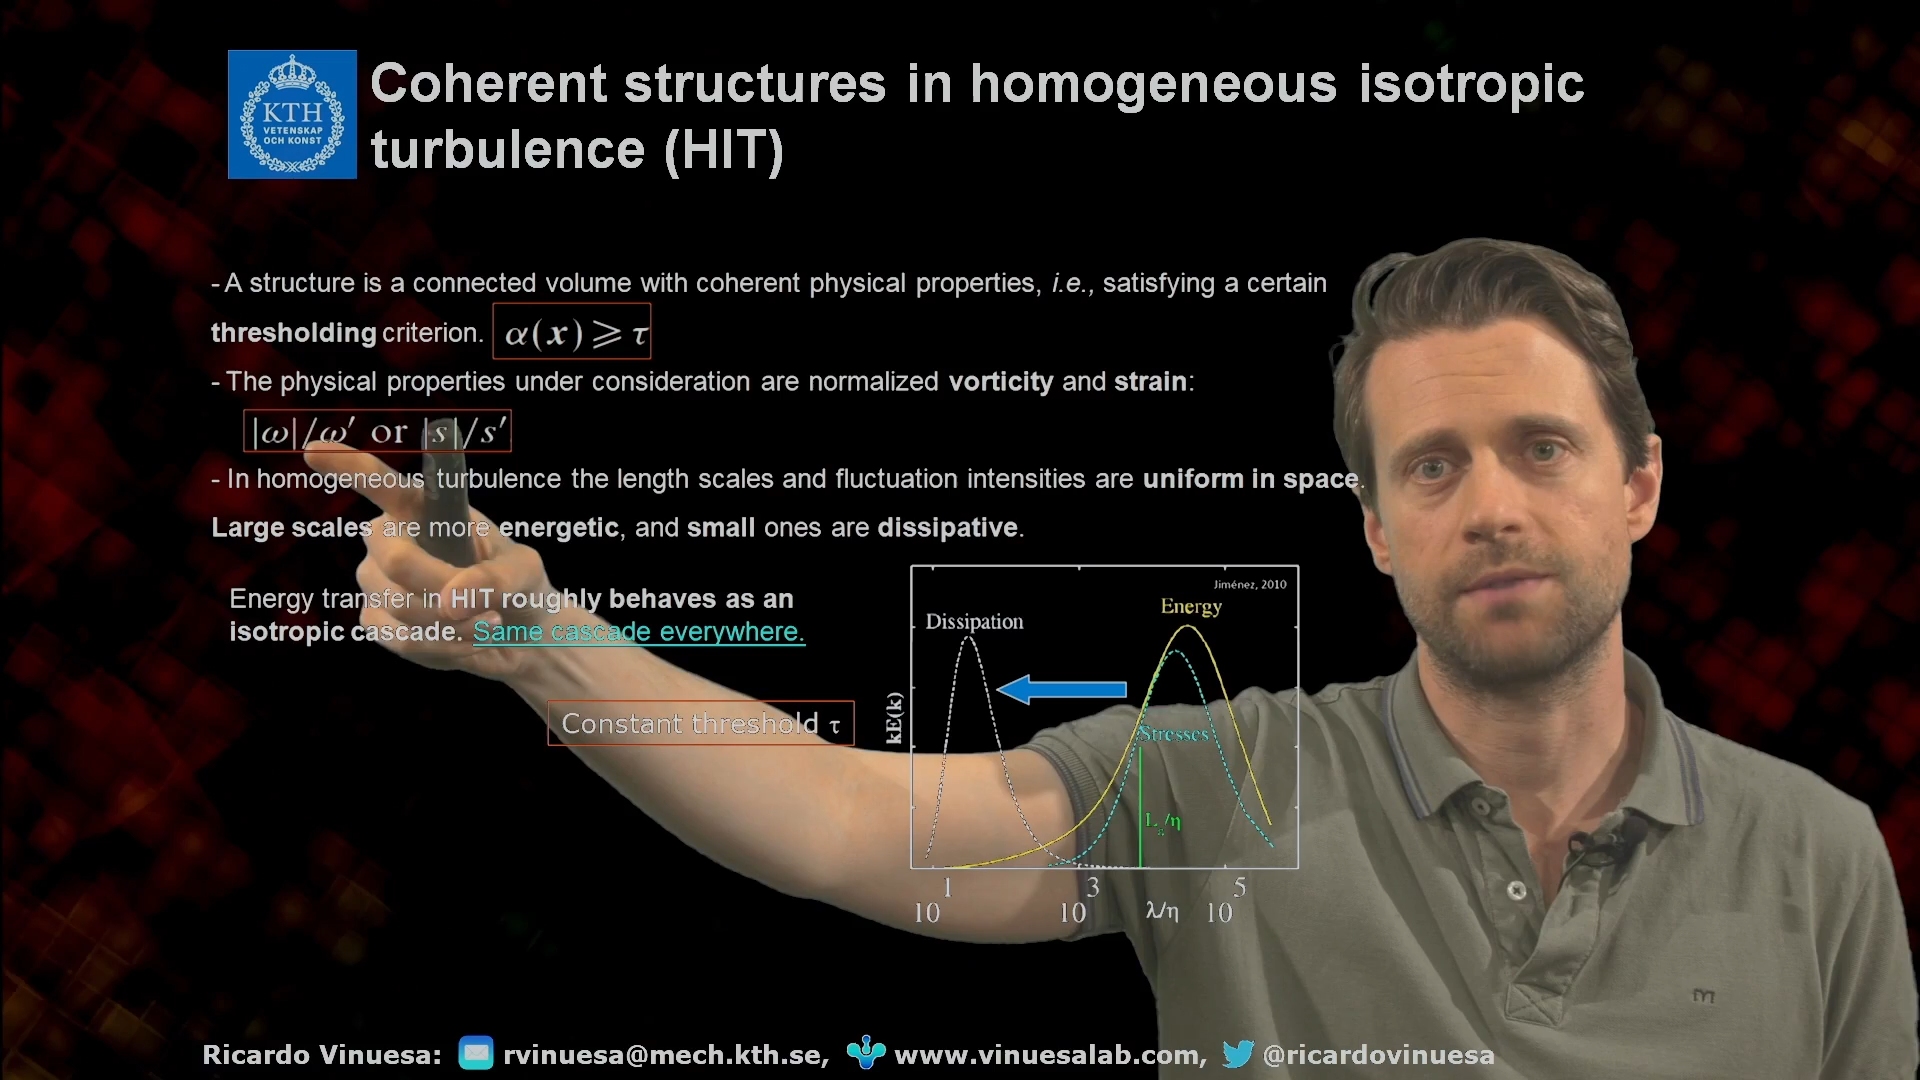 KTH
VETENSKAP
OCH KONST
Coherent structures in homogeneous isotropic
turbulence (HIT)
- A structure is a connected volume with coherent physical properties, i.e., satisfying a certain
thresholding criterion. α(x) ⩾ τ
- The physical properties under consideration are normalized vorticity and strain:
|ω|/ω′ or |s|/s′
- In homogeneous turbulence the length scales and fluctuation intensities are uniform in space.
Large scales are more energetic, and small ones are dissipative.
Energy transfer in HIT roughly behaves as an
isotropic cascade. Same cascade everywhere.
Constant threshold τ
Jiménez, 2010
Energy
Dissipation
Stresses
kE(k)
10^1 10^3 λ/η 10^5
m
Ricardo Vinuesa: rvinuesa@mech.kth.se, www.vinuesalab.com, @ricardovinuesa